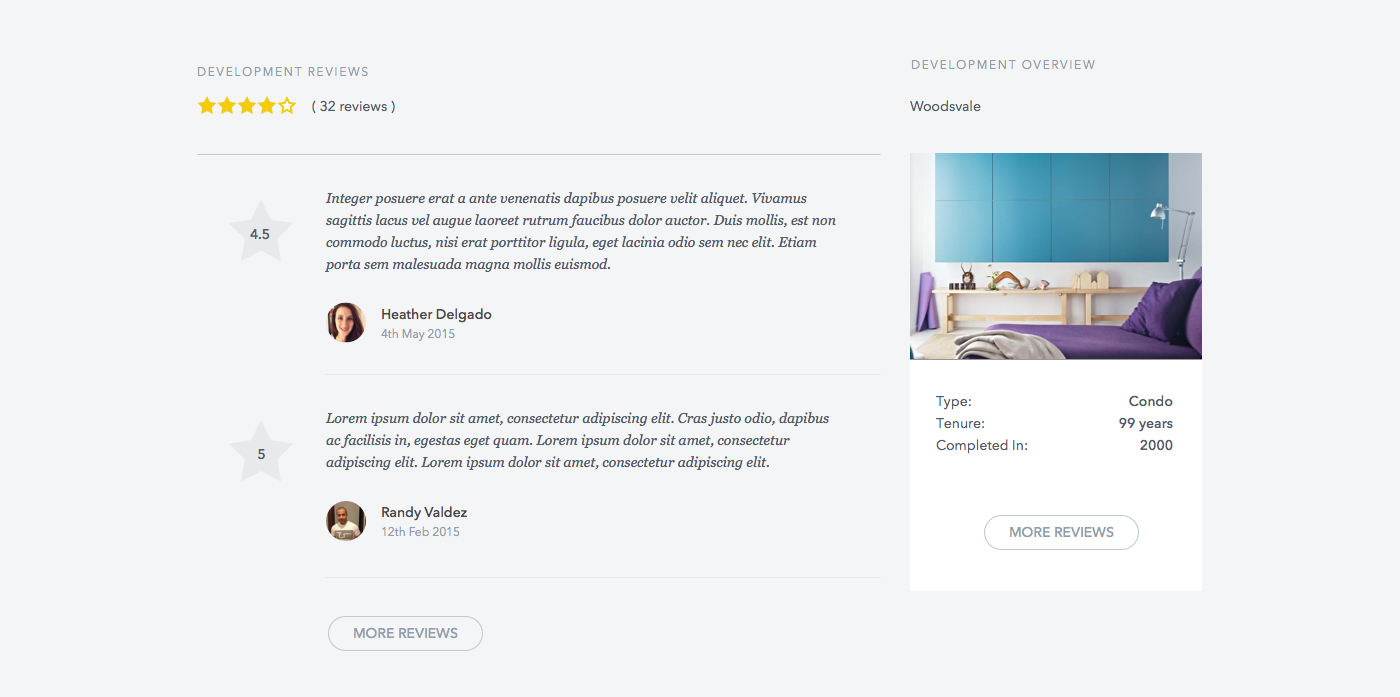 DEVELOPMENT REVIEWS
( 32 reviews )
Integer posuere erat a ante venenatis dapibus posuere velit aliquet. Vivamus
sagittis lacus vel augue laoreet rutrum faucibus dolor auctor. Duis mollis, est non
commodo luctus, nisi erat porttitor ligula, eget lacinia odio sem nec elit. Etiam
porta sem malesuada magna mollis euismod.
4.5
Heather Delgado
4th May 2015
Lorem ipsum dolor sit amet, consectetur adipiscing elit. Cras justo odio, dapibus
ac facilisis in, egestas eget quam. Lorem ipsum dolor sit amet, consectetur
adipiscing elit. Lorem ipsum dolor sit amet, consectetur adipiscing elit.
5
Randy Valdez
12th Feb 2015
MORE REVIEWS
DEVELOPMENT OVERVIEW
Woodsvale
Type: Condo
Tenure: 99 years
Completed In: 2000
MORE REVIEWS